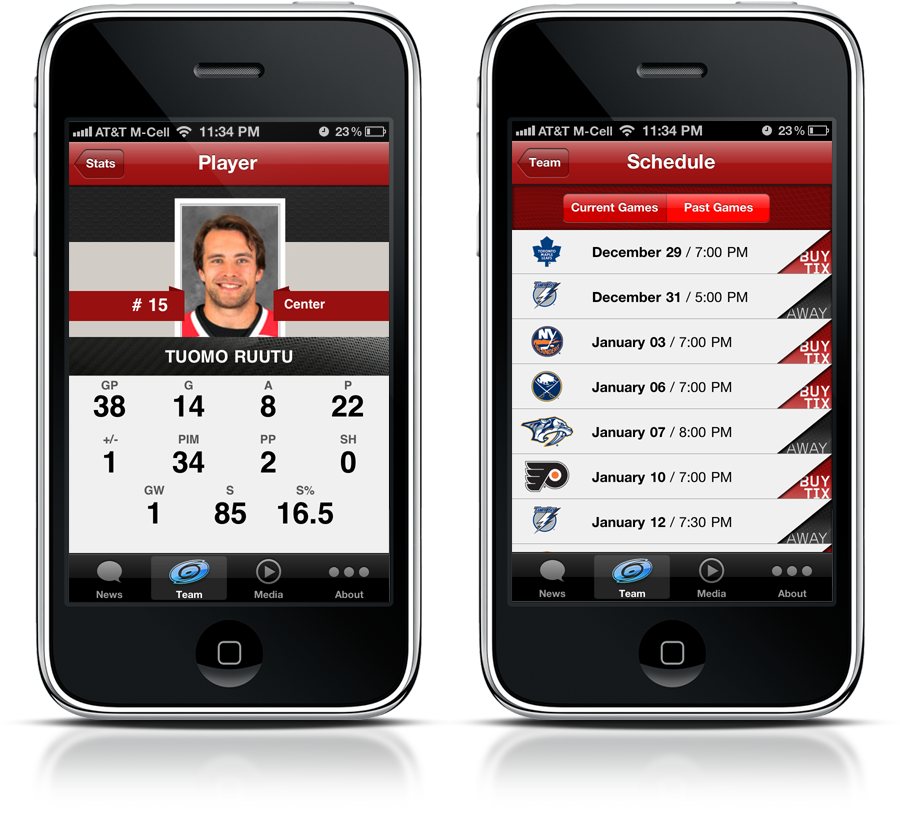 AT&T M-Cell 11:34 PM 23%
Stats Player
# 15 Center
TUOMO RUUTU
GP G A P
38 14 8 22
+/- PIM PP SH
1 34 2 0
GW S S%
1 85 16.5
News Team Media About
AT&T M-Cell 11:34 PM 23%
Team Schedule
Current Games Past Games
TORONTO
MAPLE
LEAFS
December 29 / 7:00 PM
BUY
TIX
December 31 / 5:00 PM
AWAY
NY
January 03 / 7:00 PM
BUY
TIX
January 06 / 7:00 PM
BUY
TIX
January 07 / 8:00 PM
AWAY
January 10 / 7:00 PM
BUY
TIX
January 12 / 7:30 PM
AWAY
News Team Media About